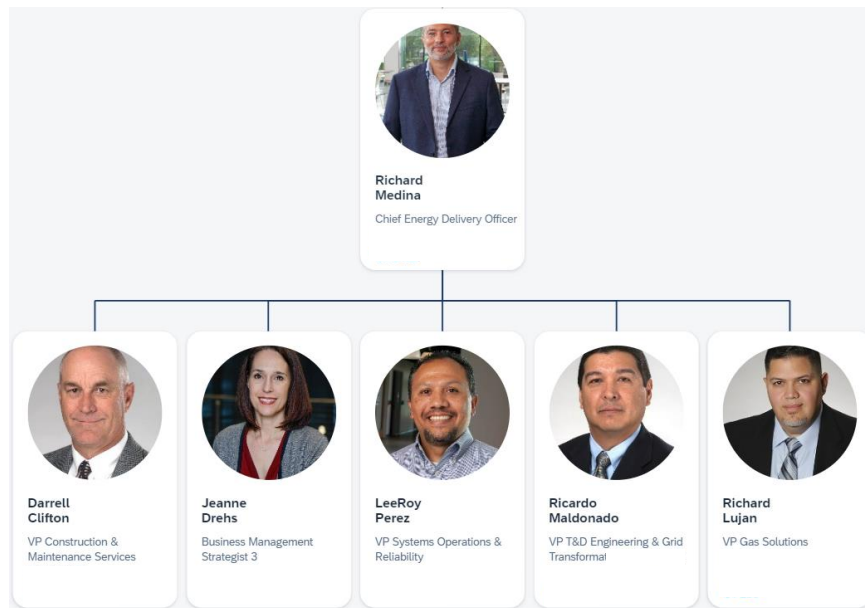 Richard
Medina
Chief Energy Delivery Officer
Darrell
Clifton
VP Construction &
Maintenance Services
Jeanne
Drehs
Business Management
Strategist 3
LeeRoy
Perez
VP Systems Operations &
Reliability
Ricardo
Maldonado
VP T&D Engineering & Grid
Transformat
Richard
Lujan
VP Gas Solutions